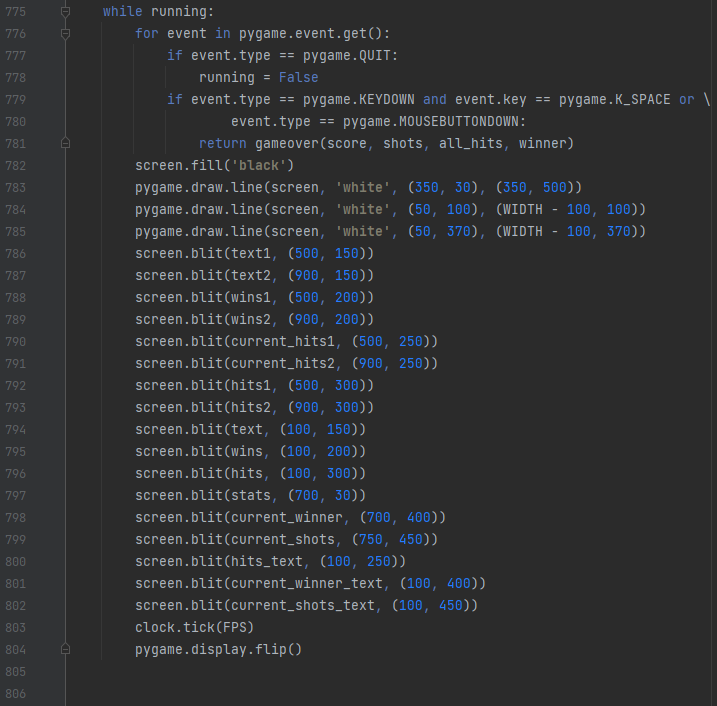 775 while running:
776 for event in pygame.event.get():
777 if event.type == pygame.QUIT:
778 running = False
779 if event.type == pygame.KEYDOWN and event.key == pygame.K_SPACE or \
780 event.type == pygame.MOUSEBUTTONDOWN:
781 return gameover(score, shots, all_hits, winner)
782 screen.fill('black')
783 pygame.draw.line(screen, 'white', (350, 30), (350, 500))
784 pygame.draw.line(screen, 'white', (50, 100), (WIDTH - 100, 100))
785 pygame.draw.line(screen, 'white', (50, 370), (WIDTH - 100, 370))
786 screen.blit(text1, (500, 150))
787 screen.blit(text2, (900, 150))
788 screen.blit(wins1, (500, 200))
789 screen.blit(wins2, (900, 200))
790 screen.blit(current_hits1, (500, 250))
791 screen.blit(current_hits2, (900, 250))
792 screen.blit(hits1, (500, 300))
793 screen.blit(hits2, (900, 300))
794 screen.blit(text, (100, 150))
795 screen.blit(wins, (100, 200))
796 screen.blit(hits, (100, 300))
797 screen.blit(stats, (700, 30))
798 screen.blit(current_winner, (700, 400))
799 screen.blit(current_shots, (750, 450))
800 screen.blit(hits_text, (100, 250))
801 screen.blit(current_winner_text, (100, 400))
802 screen.blit(current_shots_text, (100, 450))
803 clock.tick(FPS)
804 pygame.display.flip()
805
806